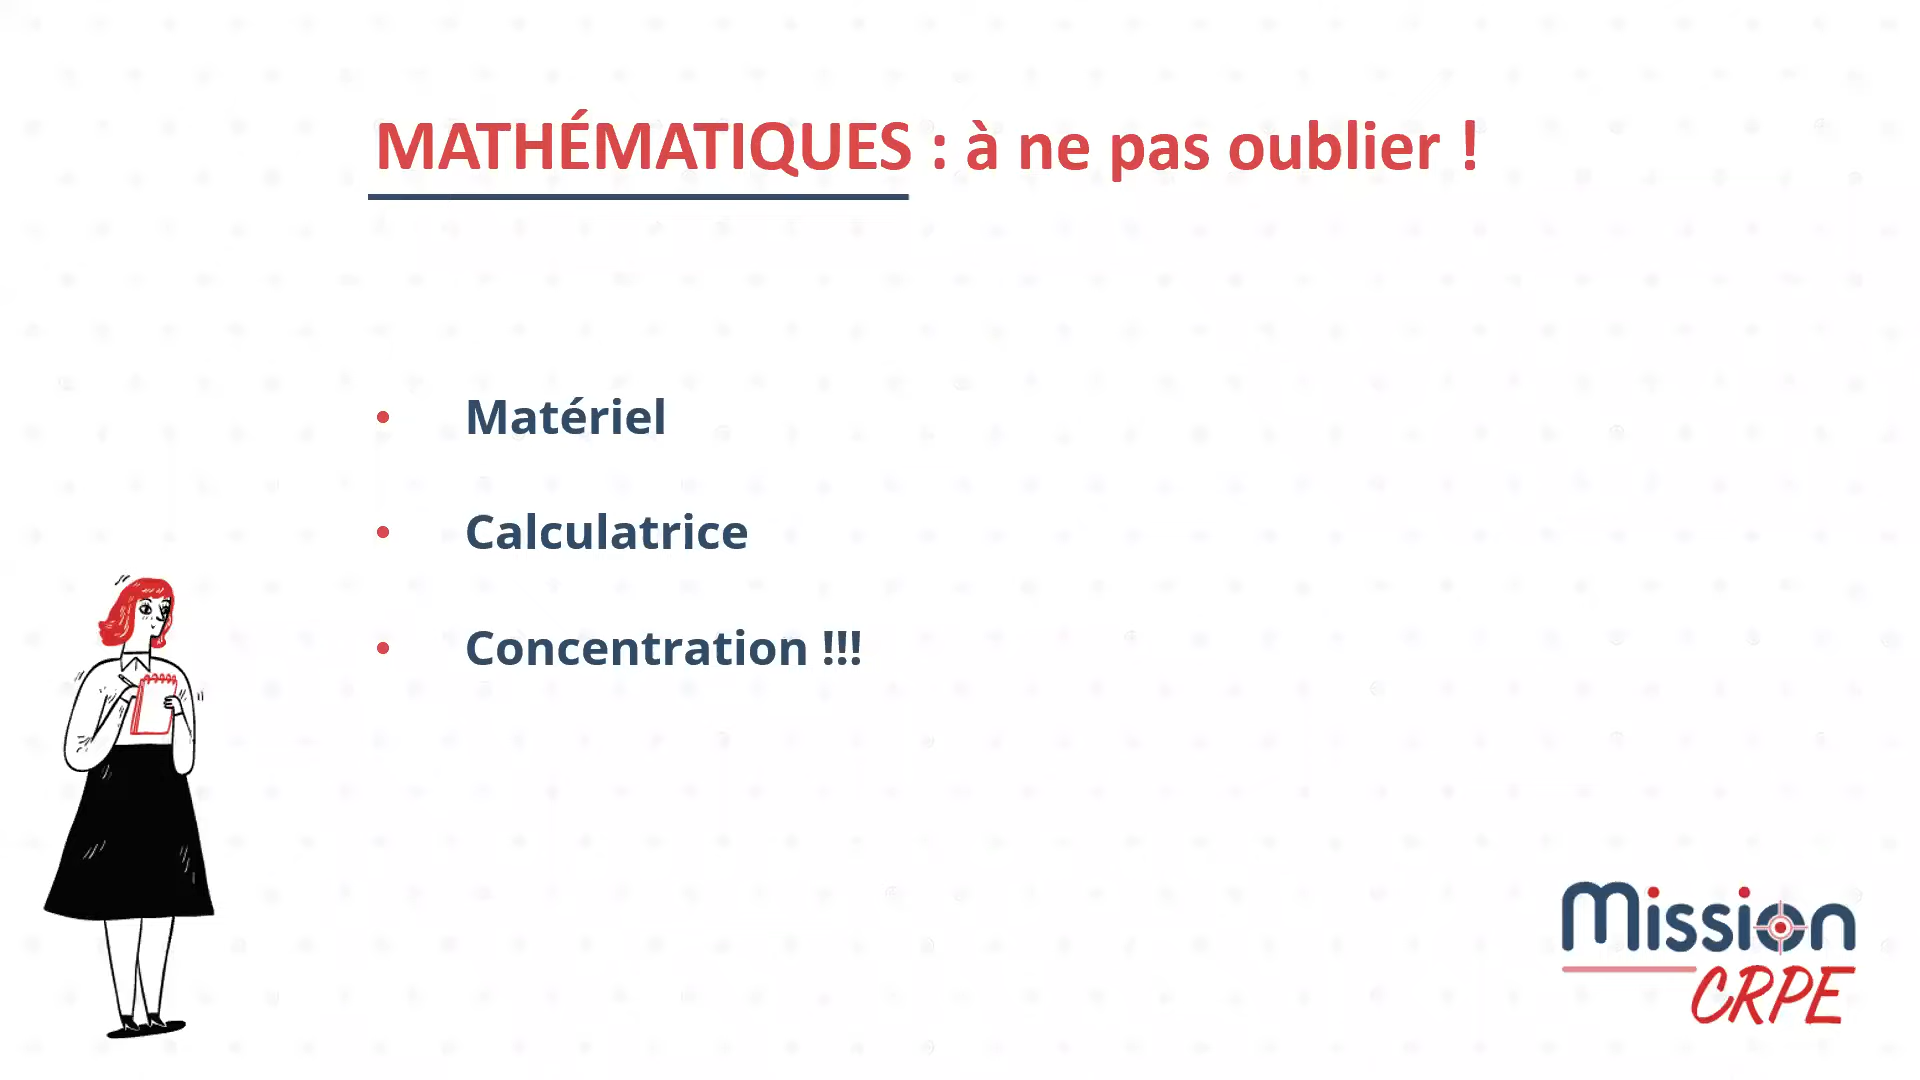 MATHÉMATIQUES : à ne pas oublier !
• Matériel
• Calculatrice
• Concentration !!!
Mission
CRPE